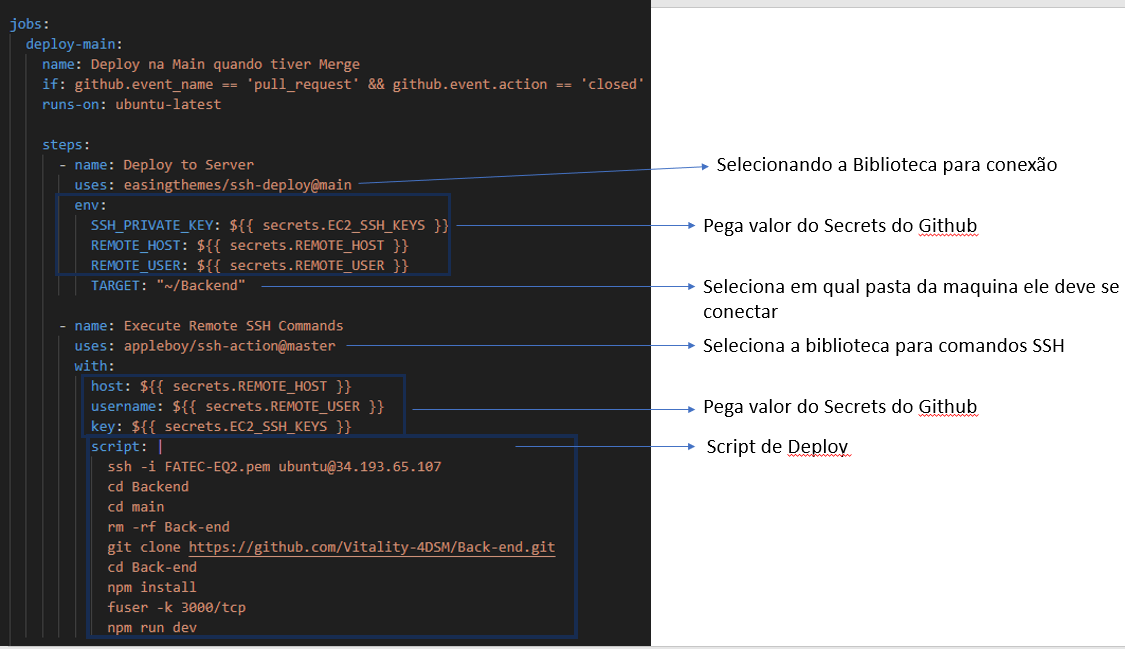 jobs:
deploy-main:
name: Deploy na Main quando tiver Merge
if: github.event_name == 'pull_request' && github.event.action == 'closed'
runs-on: ubuntu-latest
steps:
- name: Deploy to Server
uses: easingthemes/ssh-deploy@main
env:
SSH_PRIVATE_KEY: ${{ secrets.EC2_SSH_KEYS }}
REMOTE_HOST: ${{ secrets.REMOTE_HOST }}
REMOTE_USER: ${{ secrets.REMOTE_USER }}
TARGET: "~/Backend"
- name: Execute Remote SSH Commands
uses: appleboy/ssh-action@master
with:
host: ${{ secrets.REMOTE_HOST }}
username: ${{ secrets.REMOTE_USER }}
key: ${{ secrets.EC2_SSH_KEYS }}
script: |
ssh -i FATEC-EQ2.pem ubuntu@34.193.65.107
cd Backend
cd main
rm -rf Back-end
git clone https://github.com/Vitality-4DSM/Back-end.git
cd Back-end
npm install
fuser -k 3000/tcp
npm run dev
Selecionando a Biblioteca para conexão
Pega valor do Secrets do Github
Seleciona em qual pasta da maquina ele deve se
conectar
Seleciona a biblioteca para comandos SSH
Pega valor do Secrets do Github
Script de Deploy